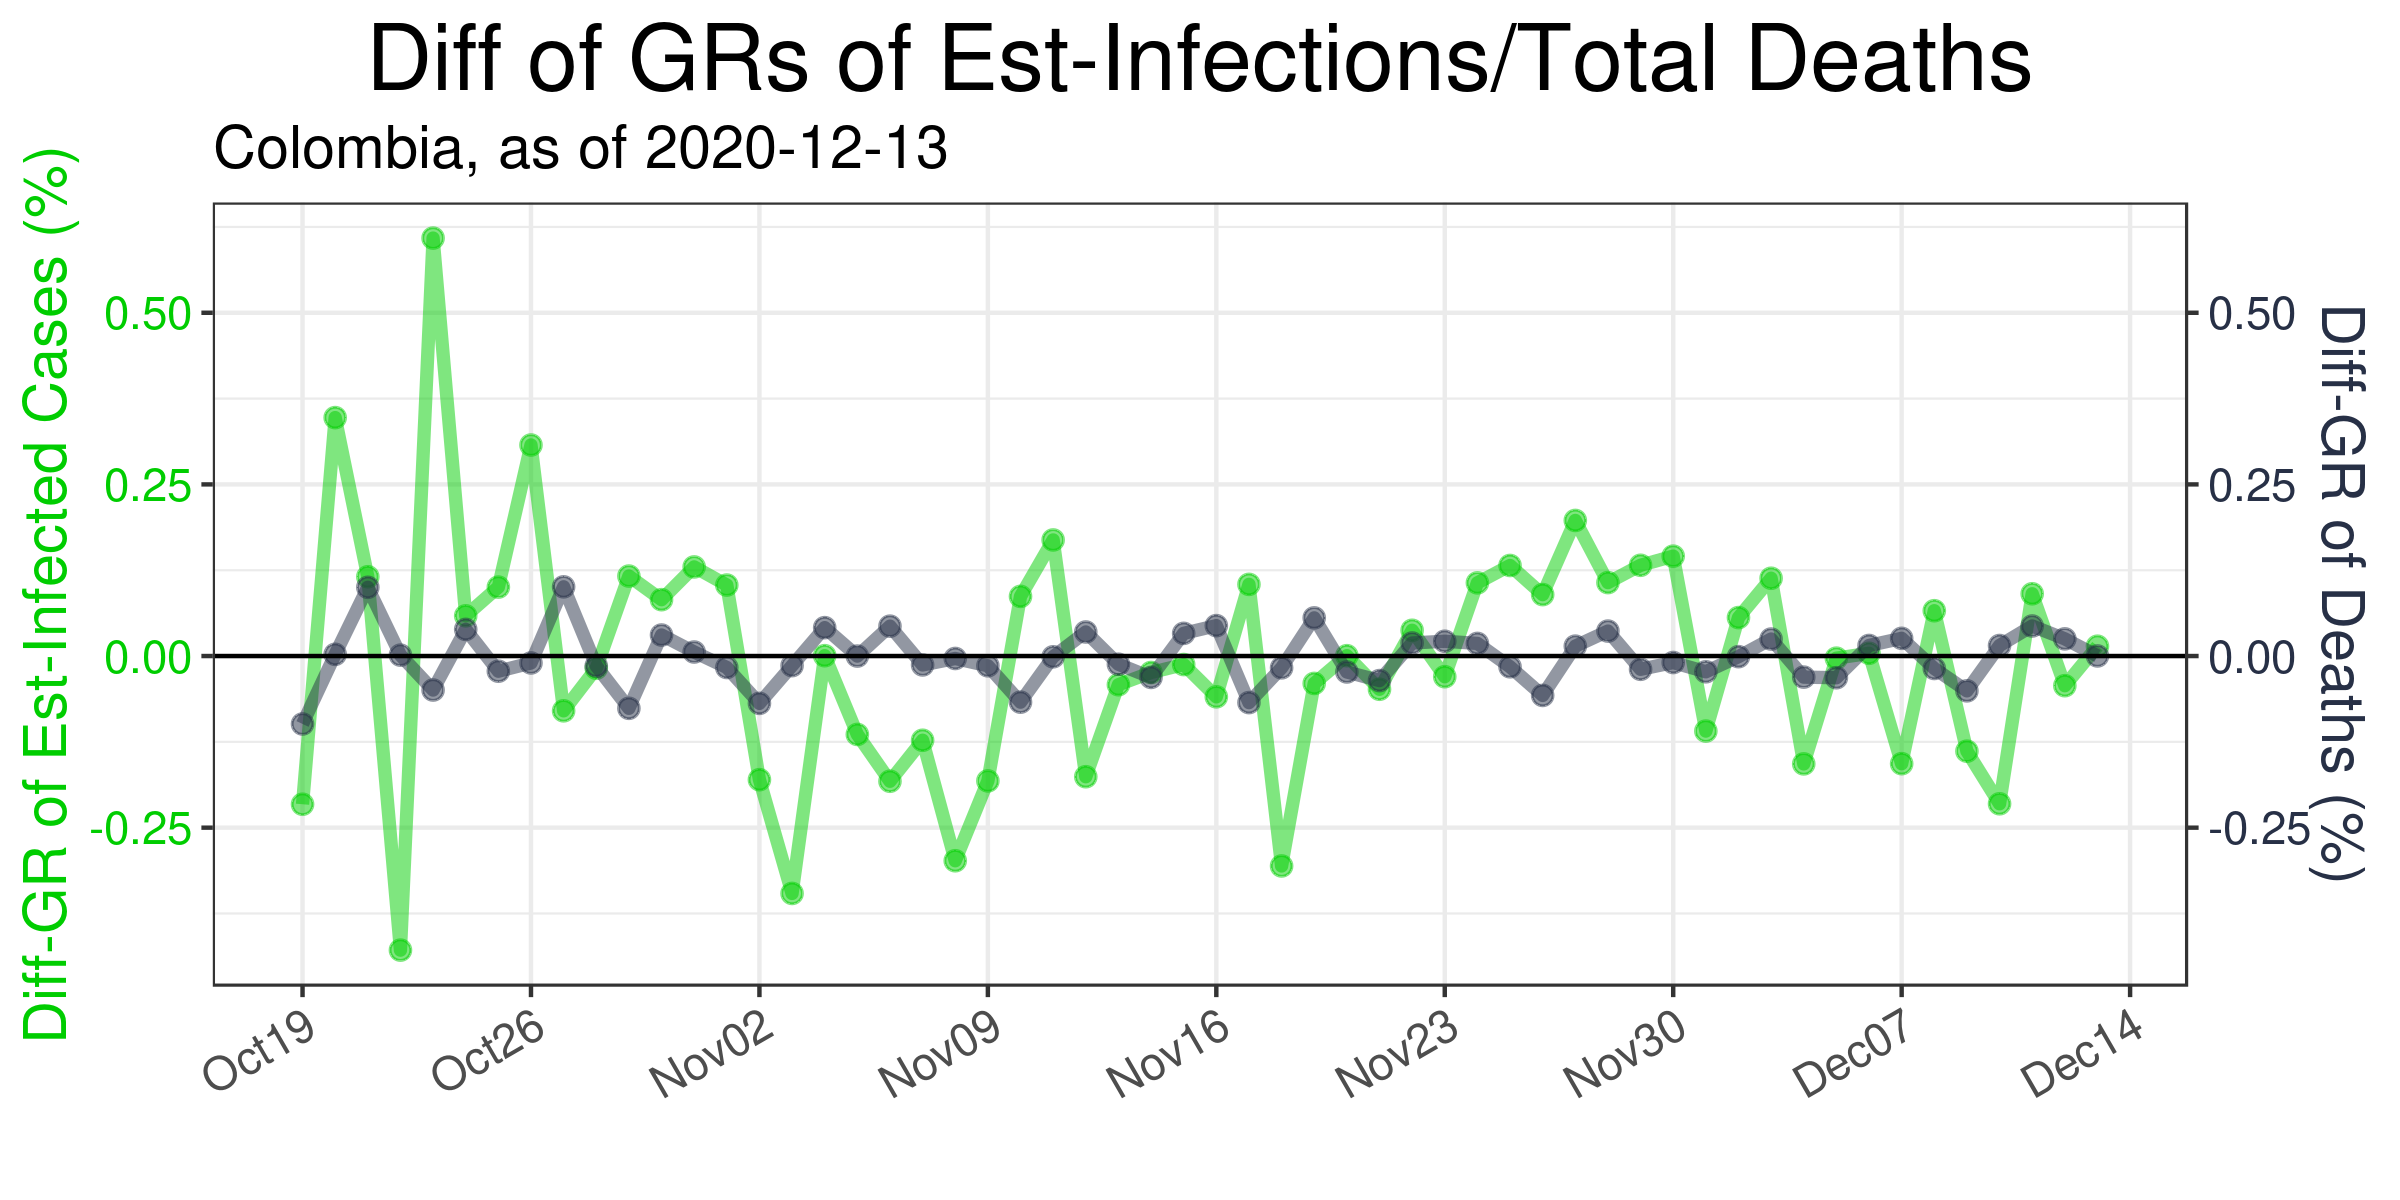 Diff of GRs of Est-Infections/Total Deaths
Colombia, as of 2020-12-13
Diff-GR of Est-Infected Cases (%)
0.50
0.25
0.00
-0.25
0.50
0.25
0.00
-0.25
Diff-GR of Deaths (%)
Oct19
Oct26
Nov02
Nov09
Nov16
Nov23
Nov30
Dec07
Dec14